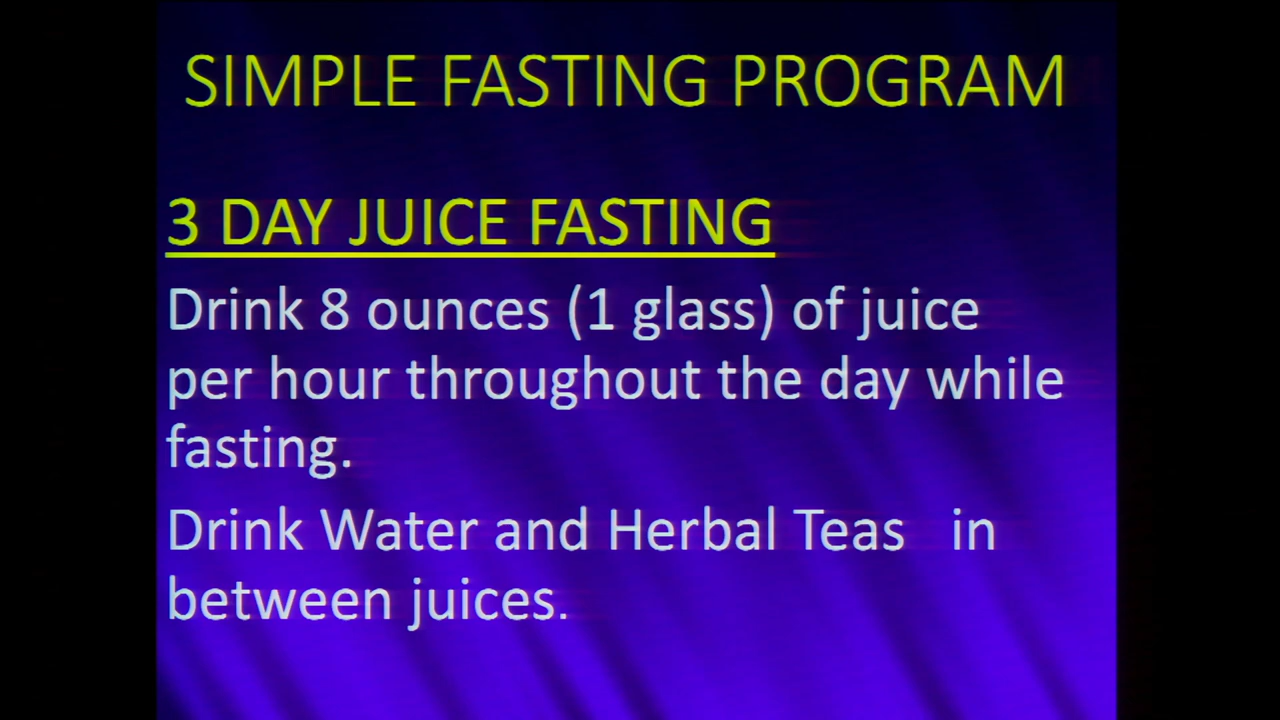 SIMPLE FASTING PROGRAM
3 DAY JUICE FASTING
Drink 8 ounces (1 glass) of juice
per hour throughout the day while
fasting.
Drink Water and Herbal Teas in
between juices.